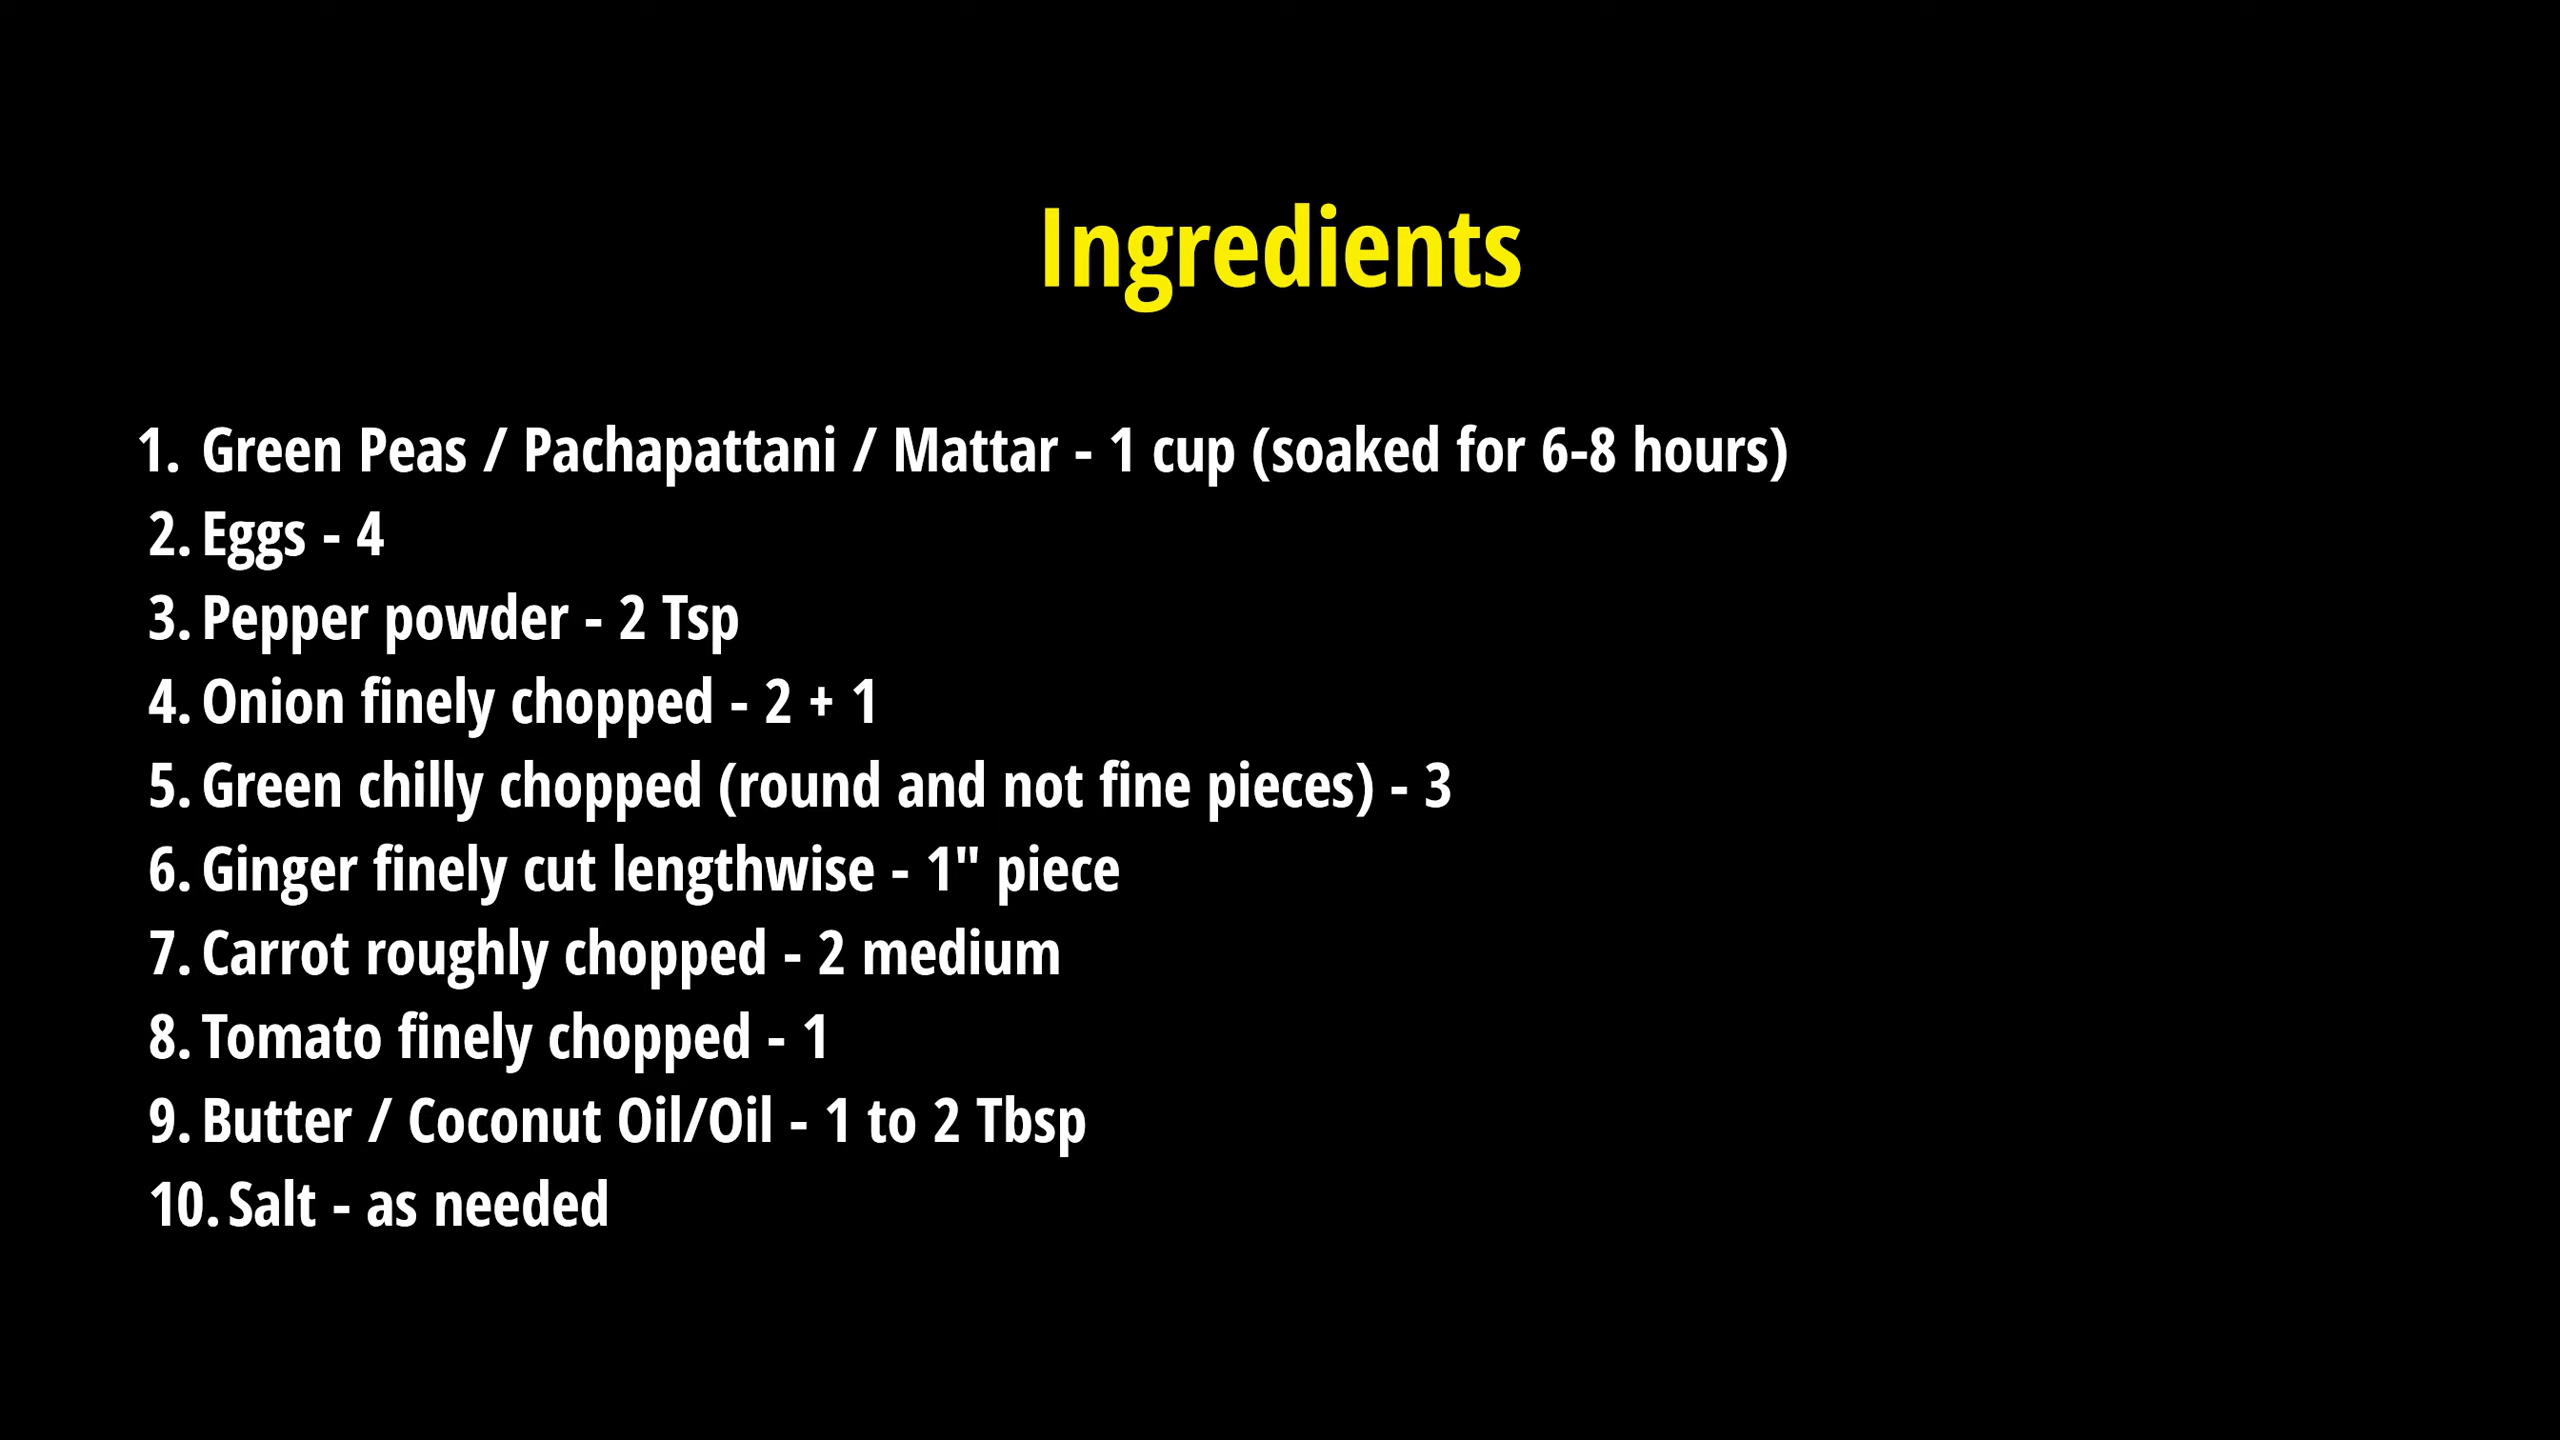 Ingredients
1. Green Peas / Pachapattani / Mattar - 1 cup (soaked for 6-8 hours)
2. Eggs - 4
3. Pepper powder - 2 Tsp
4. Onion finely chopped - 2 + 1
5. Green chilly chopped (round and not fine pieces) - 3
6. Ginger finely cut lengthwise - 1" piece
7. Carrot roughly chopped - 2 medium
8. Tomato finely chopped - 1
9. Butter / Coconut Oil/Oil - 1 to 2 Tbsp
10. Salt - as needed